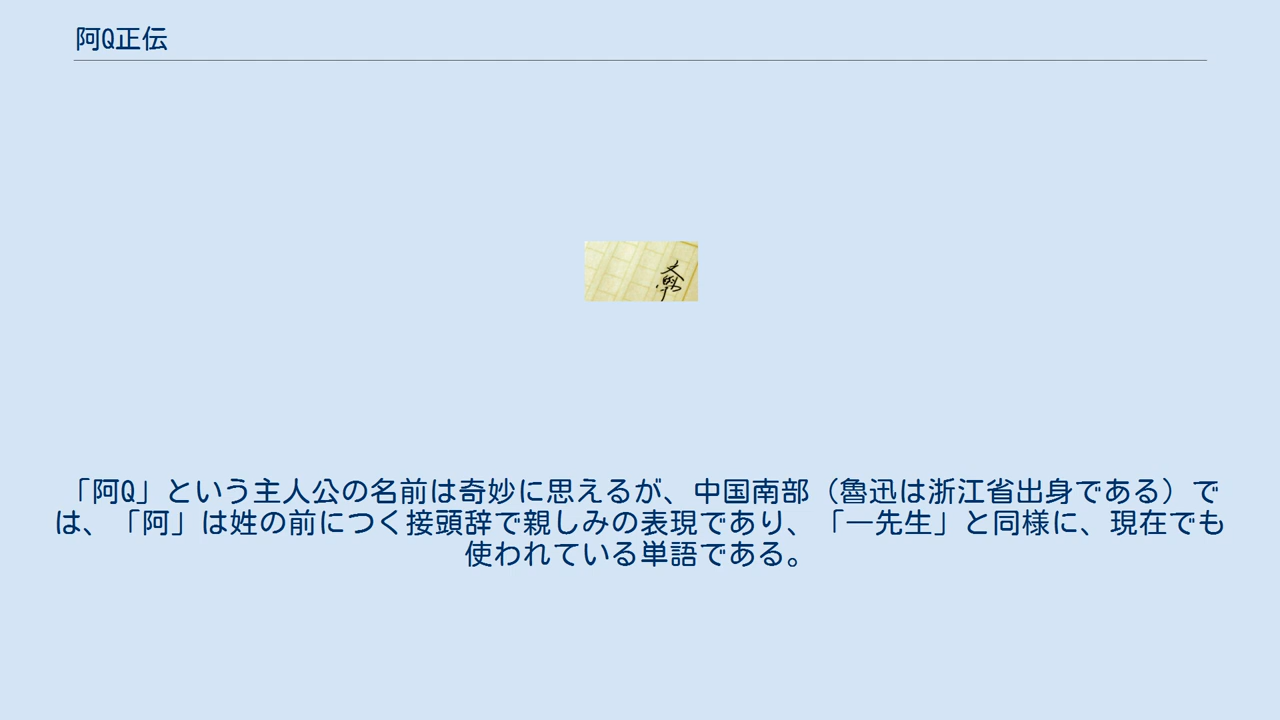 阿Q正伝
「阿Q」という主人公の名前は奇妙に思えるが、中国南部（魯迅は浙江省出身である）で
は、「阿」は姓の前につく接頭辞で親しみの表現であり、「一先生」と同様に、現在でも
使われている単語である。